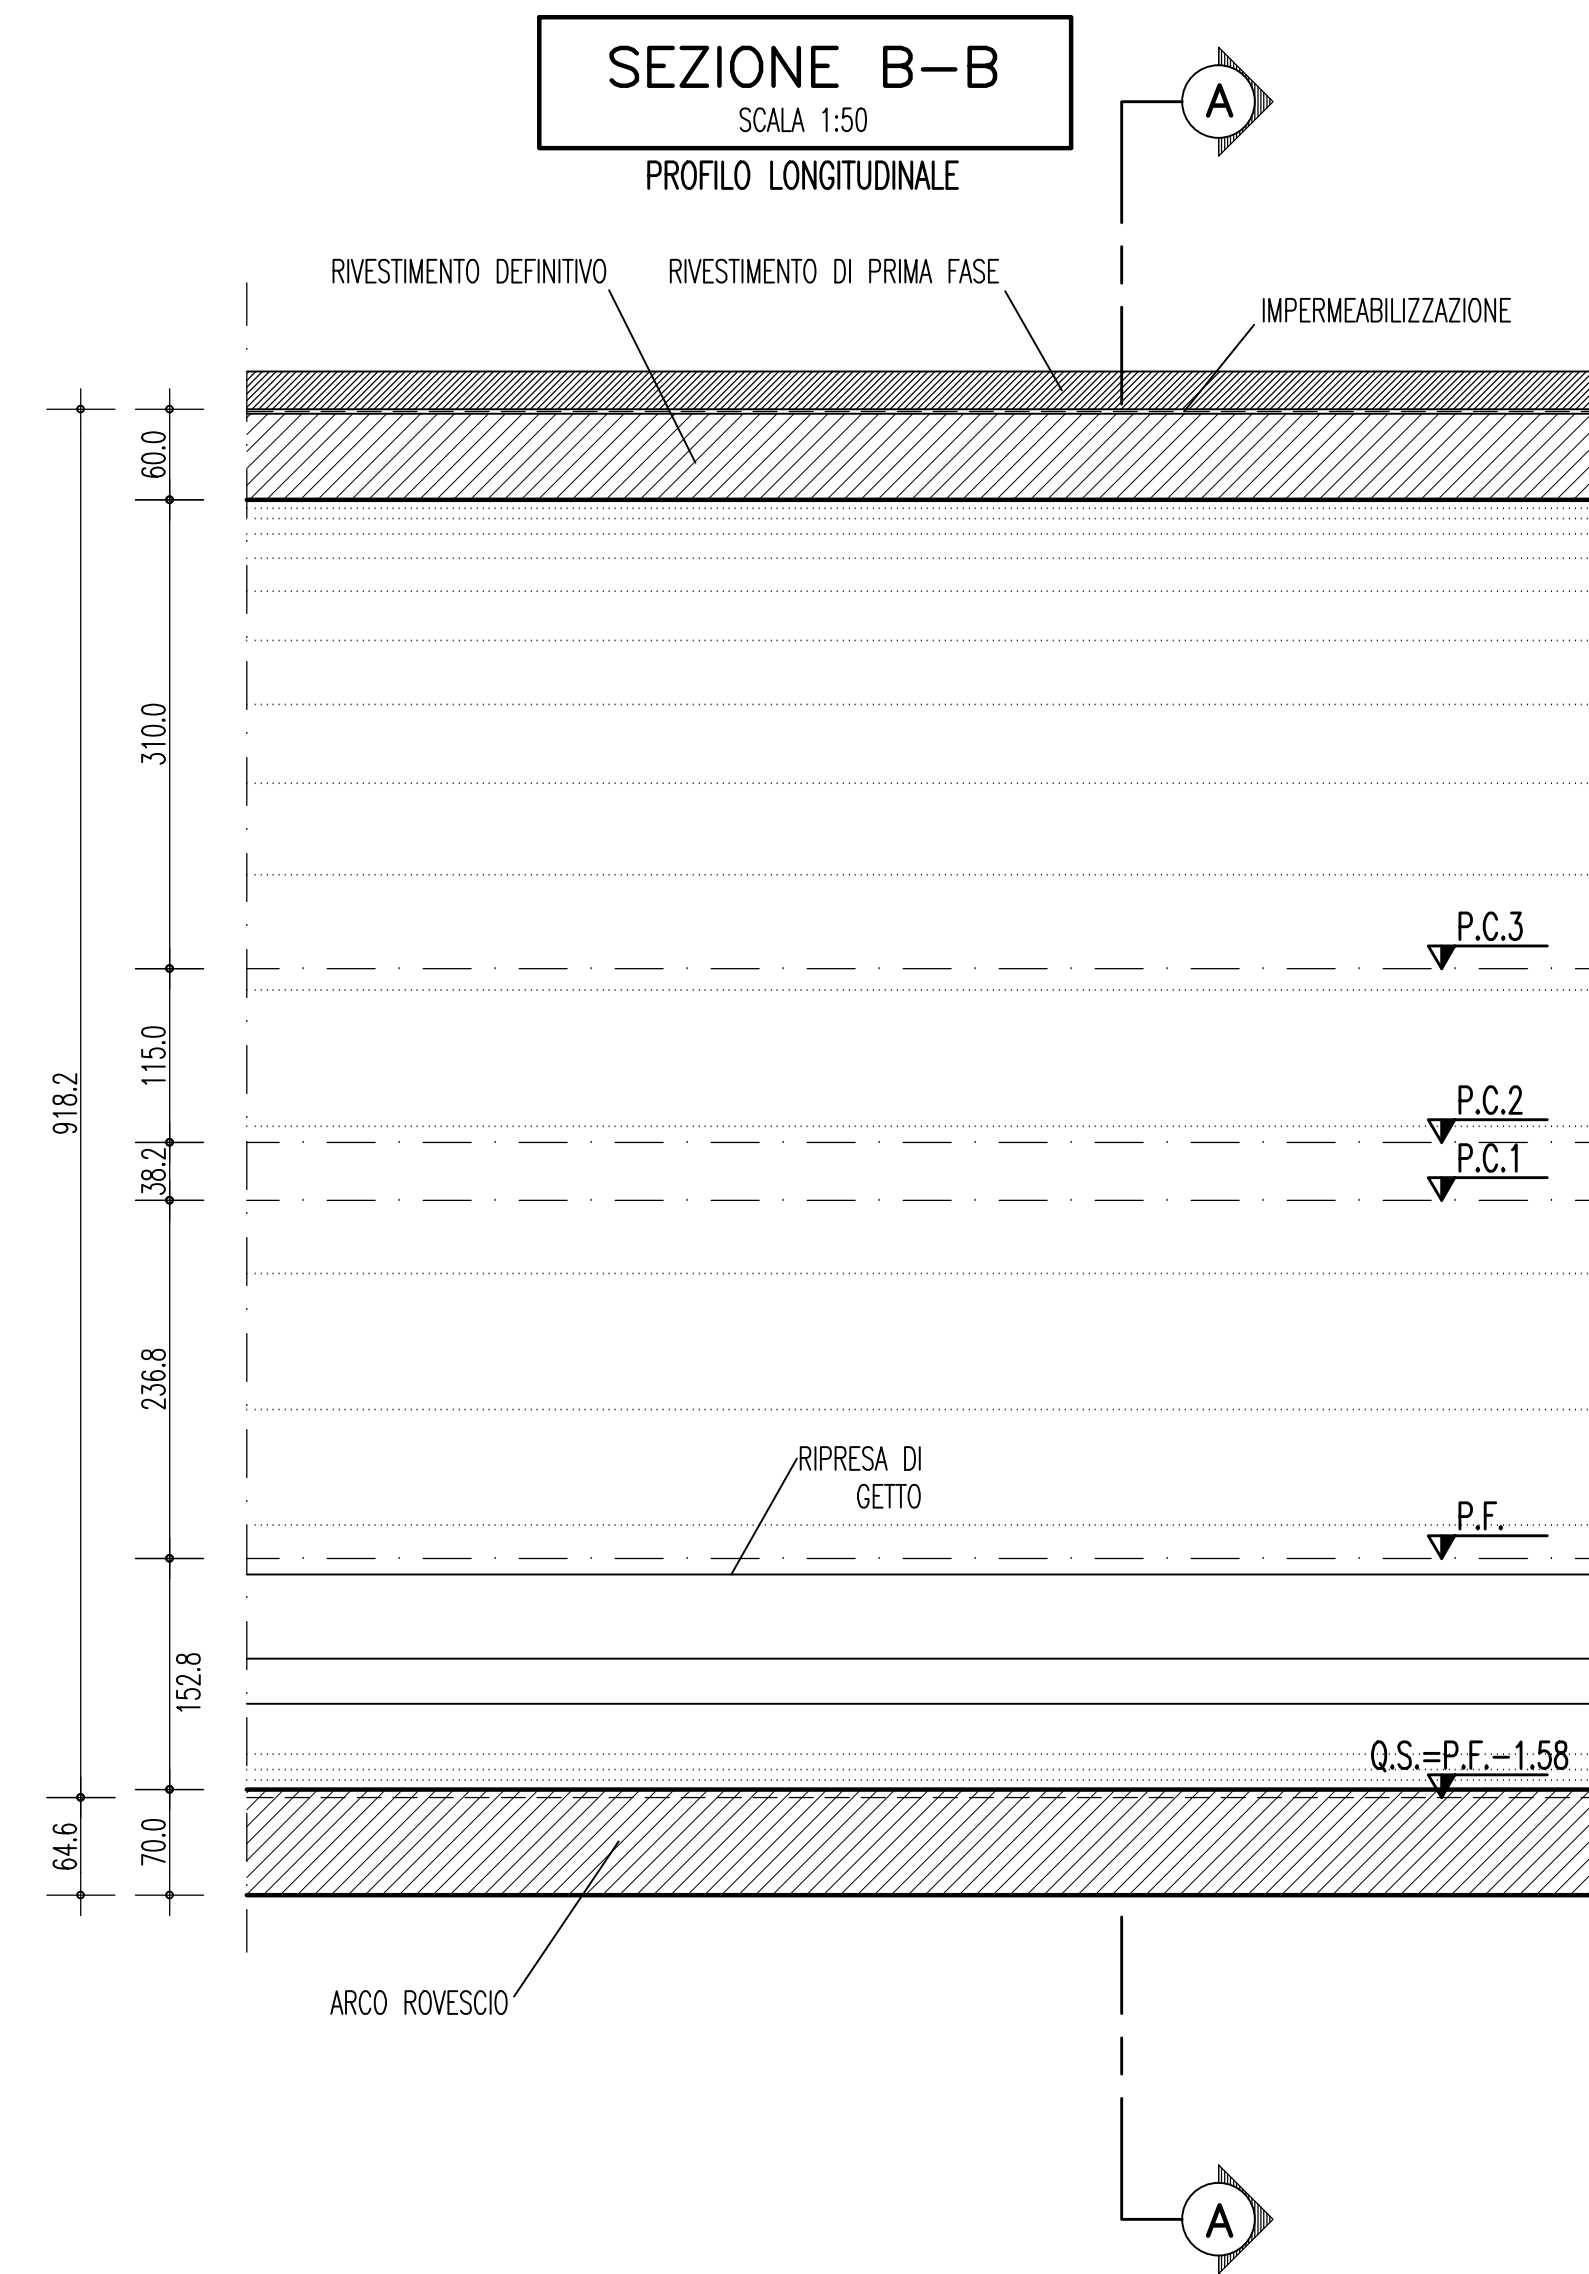 SEZIONE B-B
SCALA 1:50
PROFILO LONGITUDINALE
A
RIVESTIMENTO DEFINITIVO
RIVESTIMENTO DI PRIMA FASE
IMPERMEABILIZZAZIONE
60.0
310.0
P.C.3
115.0
918.2
P.C.2
38.2
P.C.1
236.8
RIPRESA DI
GETTO
P.F.
152.8
Q.S.=P.F.-1.58
64.6
70.0
ARCO ROVESCIO
A